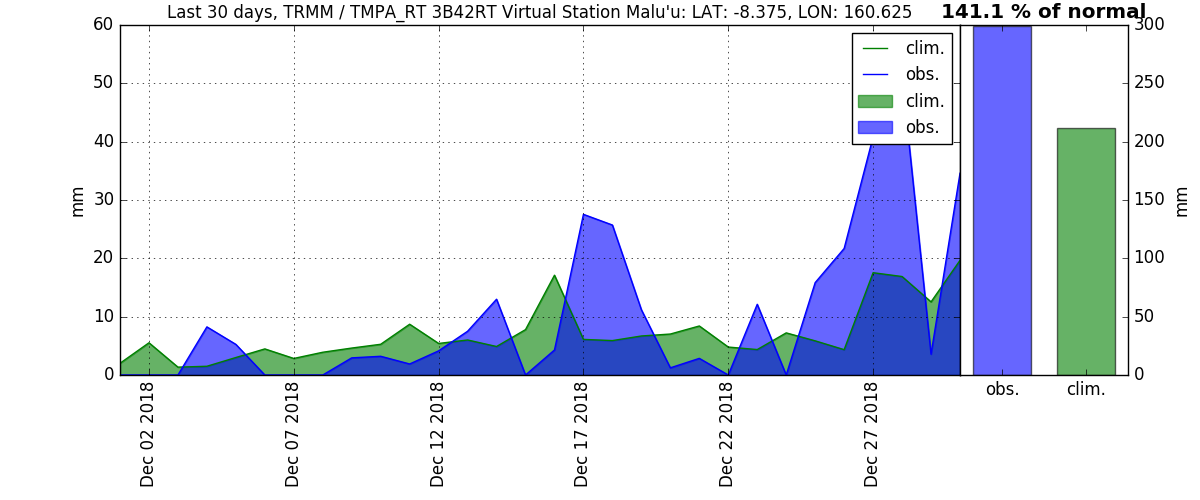 Last 30 days, TRMM / TMPA_RT 3B42RT Virtual Station Malu'u: LAT: -8.375, LON: 160.625
141.1 % of normal
60
50
40
30
20
10
0
mm
clim.
obs.
clim.
obs.
300
250
200
150
100
50
0
mm
Dec 02 2018
Dec 07 2018
Dec 12 2018
Dec 17 2018
Dec 22 2018
Dec 27 2018
obs.
clim.